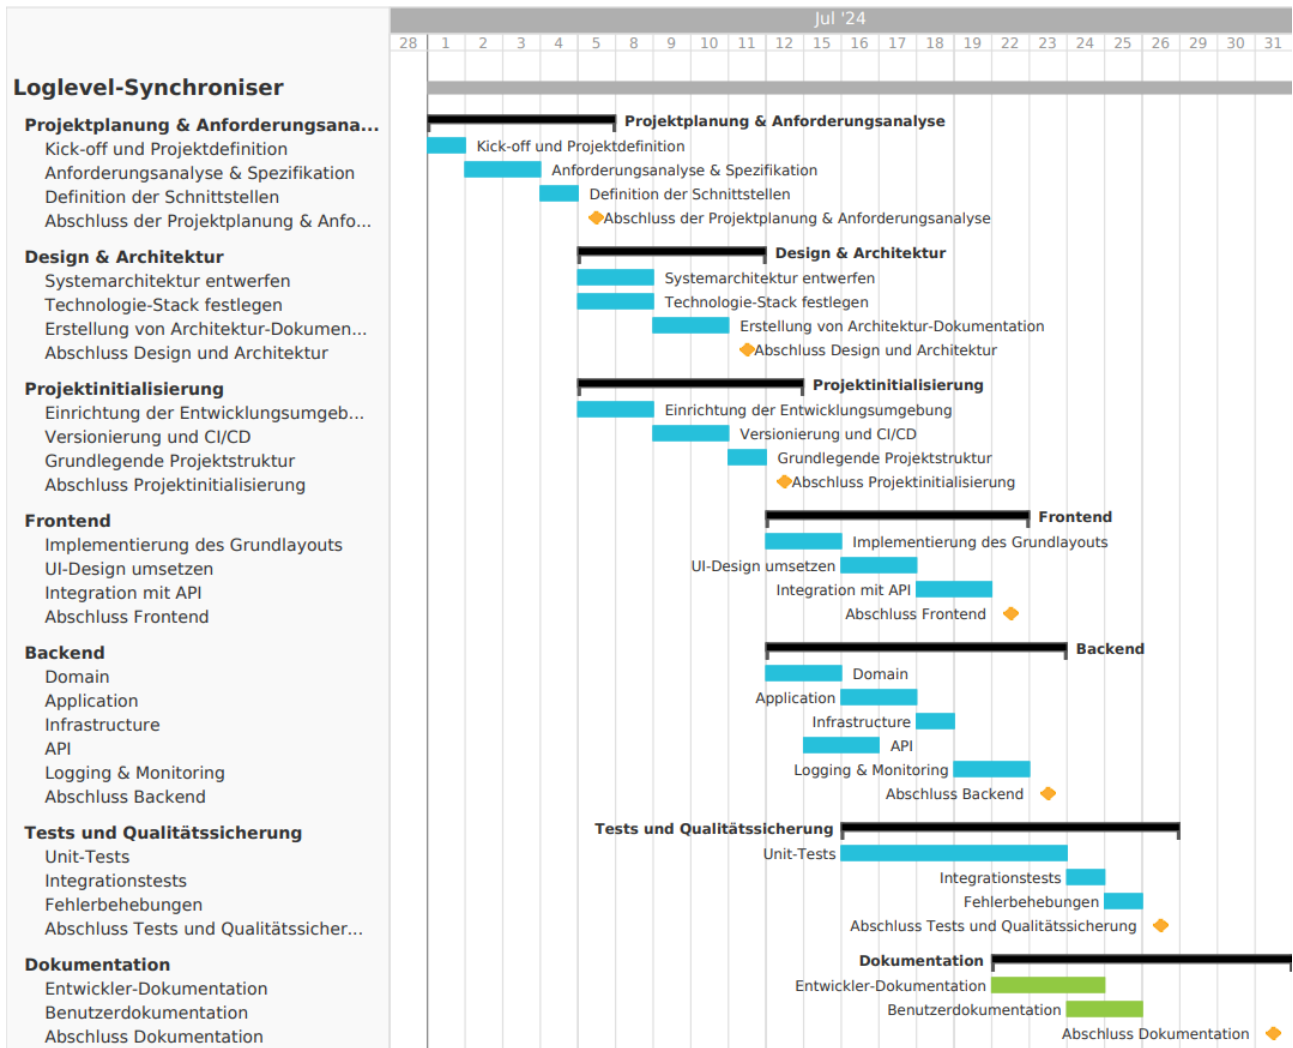 Jul '24
28 1 2 3 4 5 8 9 10 11 12 15 16 17 18 19 22 23 24 25 26 29 30 31
Loglevel-Synchroniser
Projektplanung & Anforderungsana... Projektplanung & Anforderungsanalyse
Kick-off und Projektdefinition Kick-off und Projektdefinition
Anforderungsanalyse & Spezifikation Anforderungsanalyse & Spezifikation
Definition der Schnittstellen Definition der Schnittstellen
Abschluss der Projektplanung & Anfo... Abschluss der Projektplanung & Anforderungsanalyse
Design & Architektur Design & Architektur
Systemarchitektur entwerfen Systemarchitektur entwerfen
Technologie-Stack festlegen Technologie-Stack festlegen
Erstellung von Architektur-Dokumen... Erstellung von Architektur-Dokumentation
Abschluss Design und Architektur Abschluss Design und Architektur
Projektinitialisierung Projektinitialisierung
Einrichtung der Entwicklungsumgeb... Einrichtung der Entwicklungsumgebung
Versionierung und CI/CD Versionierung und CI/CD
Grundlegende Projektstruktur Grundlegende Projektstruktur
Abschluss Projektinitialisierung Abschluss Projektinitialisierung
Frontend Frontend
Implementierung des Grundlayouts Implementierung des Grundlayouts
UI-Design umsetzen UI-Design umsetzen
Integration mit API Integration mit API
Abschluss Frontend Abschluss Frontend
Backend Backend
Domain Domain
Application Application
Infrastructure Infrastructure
API API
Logging & Monitoring Logging & Monitoring
Abschluss Backend Abschluss Backend
Tests und Qualitätssicherung Tests und Qualitätssicherung
Unit-Tests Unit-Tests
Integrationstests Integrationstests
Fehlerbehebungen Fehlerbehebungen
Abschluss Tests und Qualitätssicher... Abschluss Tests und Qualitätssicherung
Dokumentation Dokumentation
Entwickler-Dokumentation Entwickler-Dokumentation
Benutzerdokumentation Benutzerdokumentation
Abschluss Dokumentation Abschluss Dokumentation